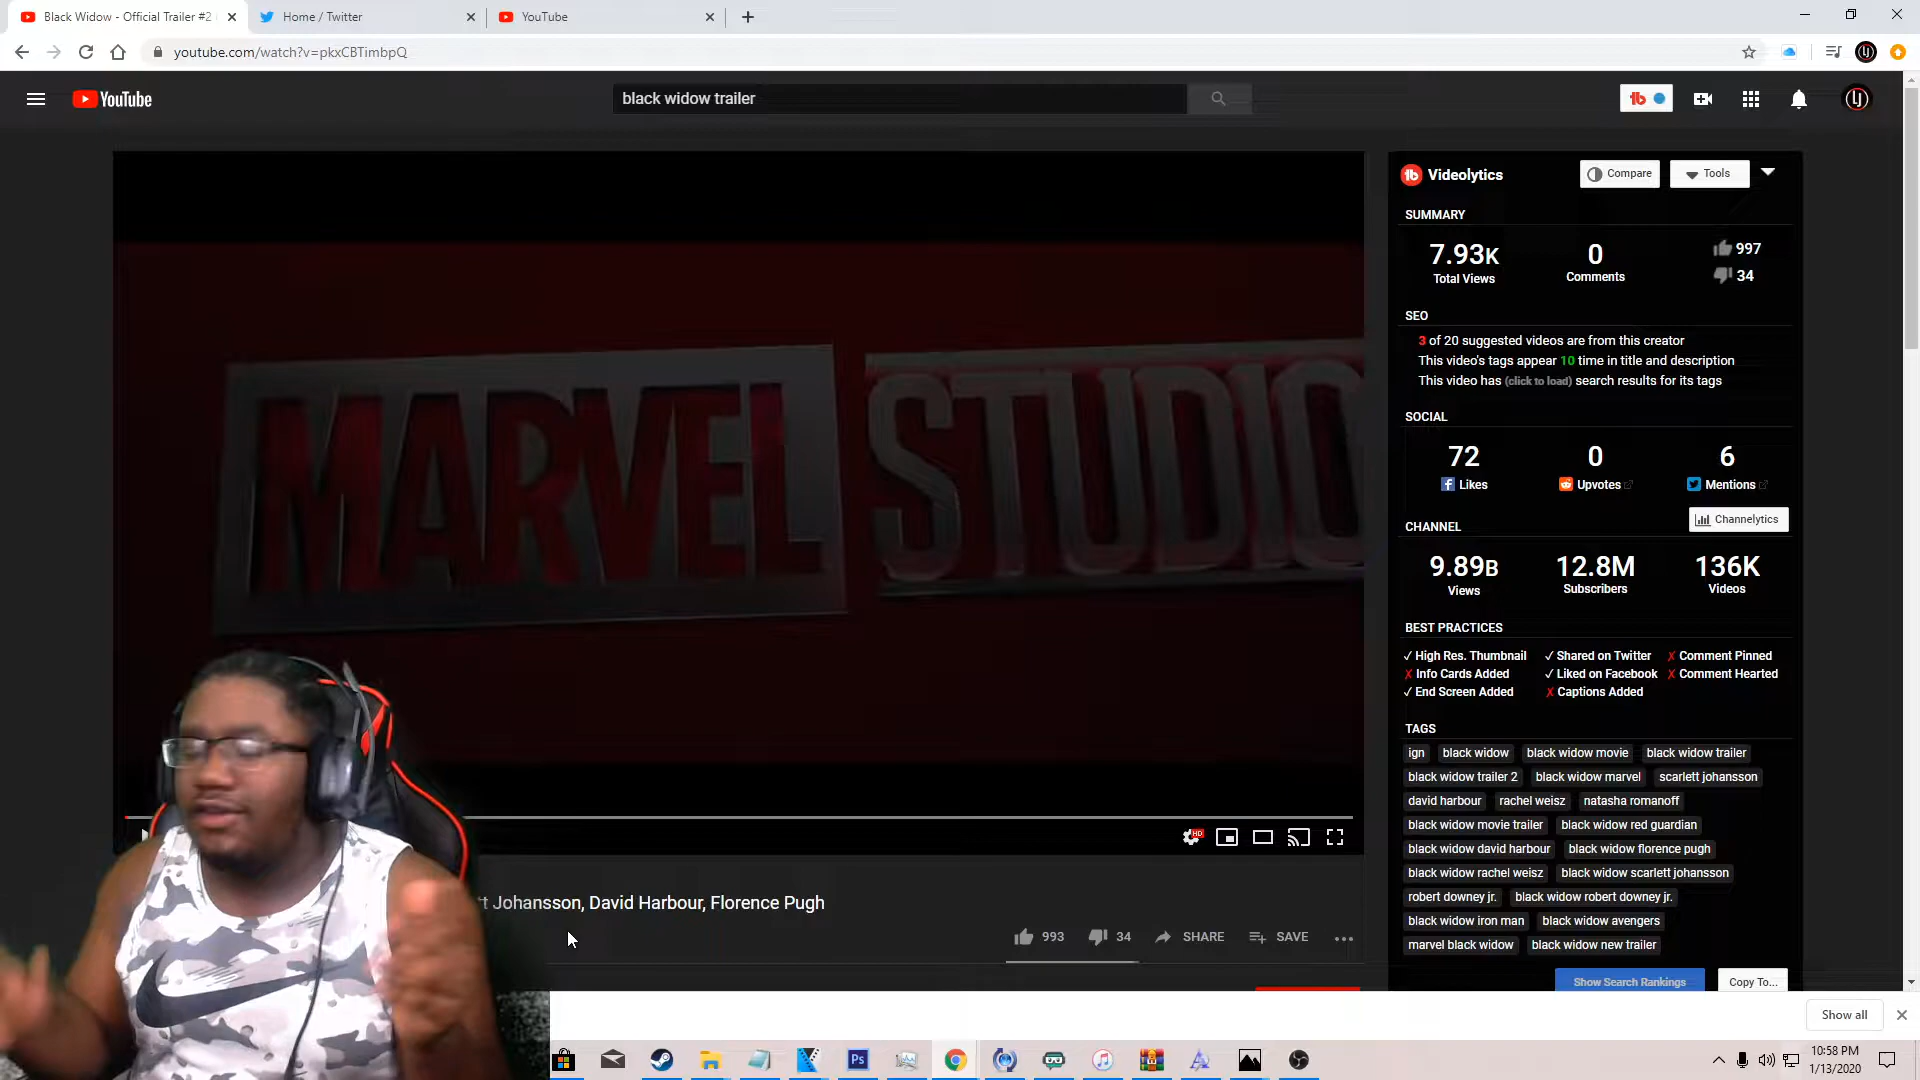 Black Widow - Official Trailer #2
Home / Twitter
YouTube
youtube.com/watch?v=pkxCBTimbpQ
YouTube
black widow trailer
MARVEL STUDIO
Videolytics
Compare
Tools
SUMMARY
7.93K
Total Views
0
Comments
997
34
SEO
3 of 20 suggested videos are from this creator
This video's tags appear 10 time in title and description
This video has (click to load) search results for its tags
SOCIAL
72
Likes
0
Upvotes
6
Mentions
CHANNEL
Channelytics
9.89B
Views
12.8M
Subscribers
136K
Videos
BEST PRACTICES
✓ High Res. Thumbnail ✓ Shared on Twitter ✗ Comment Pinned
✗ Info Cards Added ✓ Liked on Facebook ✗ Comment Hearted
✓ End Screen Added ✗ Captions Added
TAGS
ign black widow black widow movie black widow trailer
black widow trailer 2 black widow marvel scarlett johansson
david harbour rachel weisz natasha romanoff
black widow movie trailer black widow red guardian
black widow david harbour black widow florence pugh
black widow rachel weisz black widow scarlett johansson
robert downey jr. black widow robert downey jr.
black widow iron man black widow avengers
marvel black widow black widow new trailer
Show Search Rankings
Copy To...
HD
Johansson, David Harbour, Florence Pugh
993
34
SHARE
SAVE
Show all
Ps
10:58 PM
1/13/2020